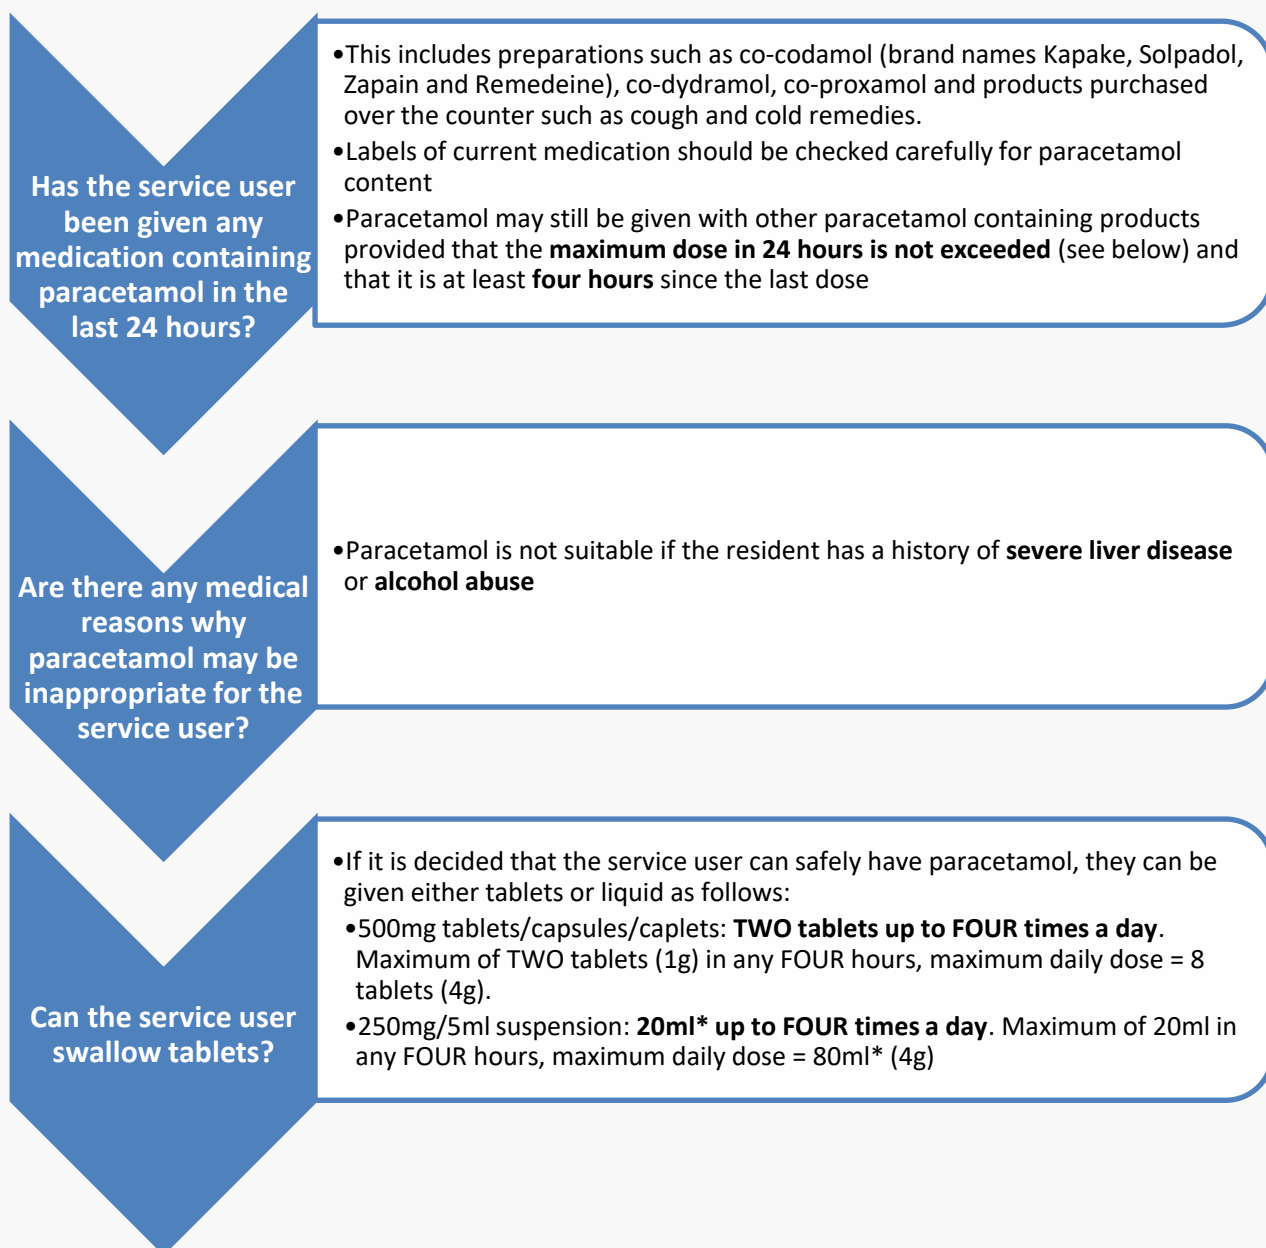 Has the service user
been given any
medication containing
paracetamol in the
last 24 hours?
•This includes preparations such as co-codamol (brand names Kapake, Solpadol,
Zapain and Remedeine), co-dydramol, co-proxamol and products purchased
over the counter such as cough and cold remedies.
•Labels of current medication should be checked carefully for paracetamol
content
•Paracetamol may still be given with other paracetamol containing products
provided that the maximum dose in 24 hours is not exceeded (see below) and
that it is at least four hours since the last dose
Are there any medical
reasons why
paracetamol may be
inappropriate for the
service user?
•Paracetamol is not suitable if the resident has a history of severe liver disease
or alcohol abuse
Can the service user
swallow tablets?
•If it is decided that the service user can safely have paracetamol, they can be
given either tablets or liquid as follows:
•500mg tablets/capsules/caplets: TWO tablets up to FOUR times a day.
Maximum of TWO tablets (1g) in any FOUR hours, maximum daily dose = 8
tablets (4g).
•250mg/5ml suspension: 20ml* up to FOUR times a day. Maximum of 20ml in
any FOUR hours, maximum daily dose = 80ml* (4g)